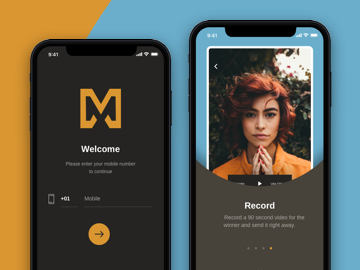 9:41
Welcome
Please enter your mobile number
to continue
+01
Mobile
9:41
Record
Record a 90 second video for the
winner and send it right away.